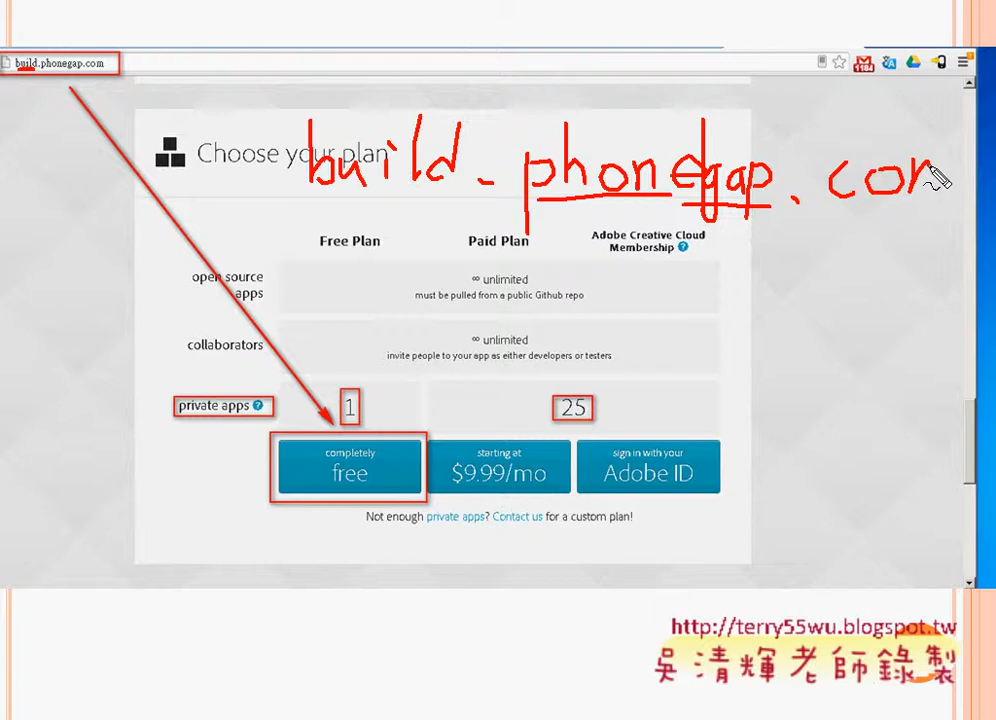 build.phonegap.com
1184
Choose your plan
build.phonegap.com
Free Plan
Paid Plan
Adobe Creative Cloud
Membership ?
open source
apps
∞ unlimited
must be pulled from a public Github repo
collaborators
∞ unlimited
invite people to your app as either developers or testers
private apps ?
1
25
completely
free
starting at
$9.99/mo
sign in with your
Adobe ID
Not enough private apps? Contact us for a custom plan!
http://terry55wu.blogspot.tw
吳清輝老師錄製